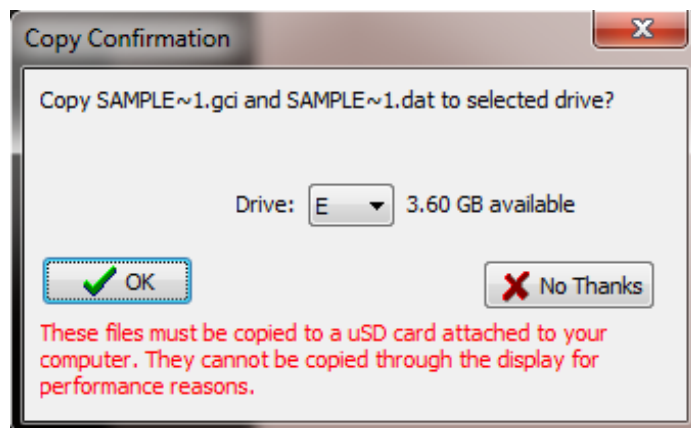 Copy Confirmation
Copy SAMPLE~1.gci and SAMPLE~1.dat to selected drive?
Drive: E 3.60 GB available
OK No Thanks
These files must be copied to a uSD card attached to your
computer. They cannot be copied through the display for
performance reasons.